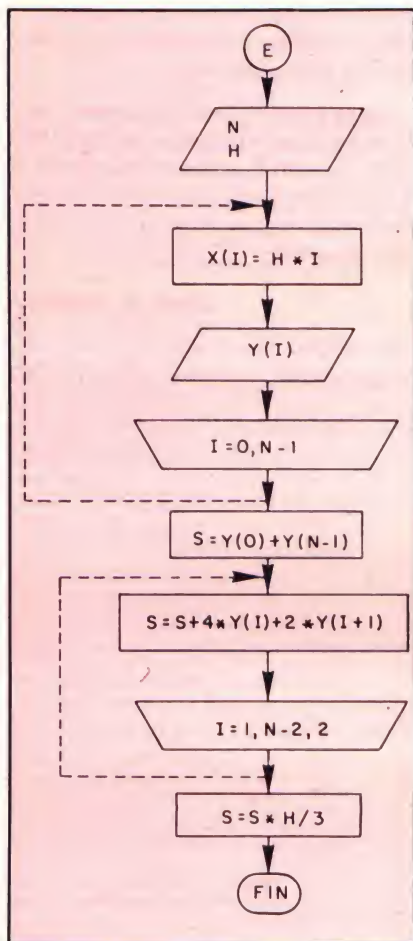 E
N
H
X(I)= H * I
Y(I)
I=0,N-1
S=Y(0)+Y(N-1)
S=S+4*Y(I)+2*Y(I+1)
I=1,N-2,2
S=S* H/3
FIN